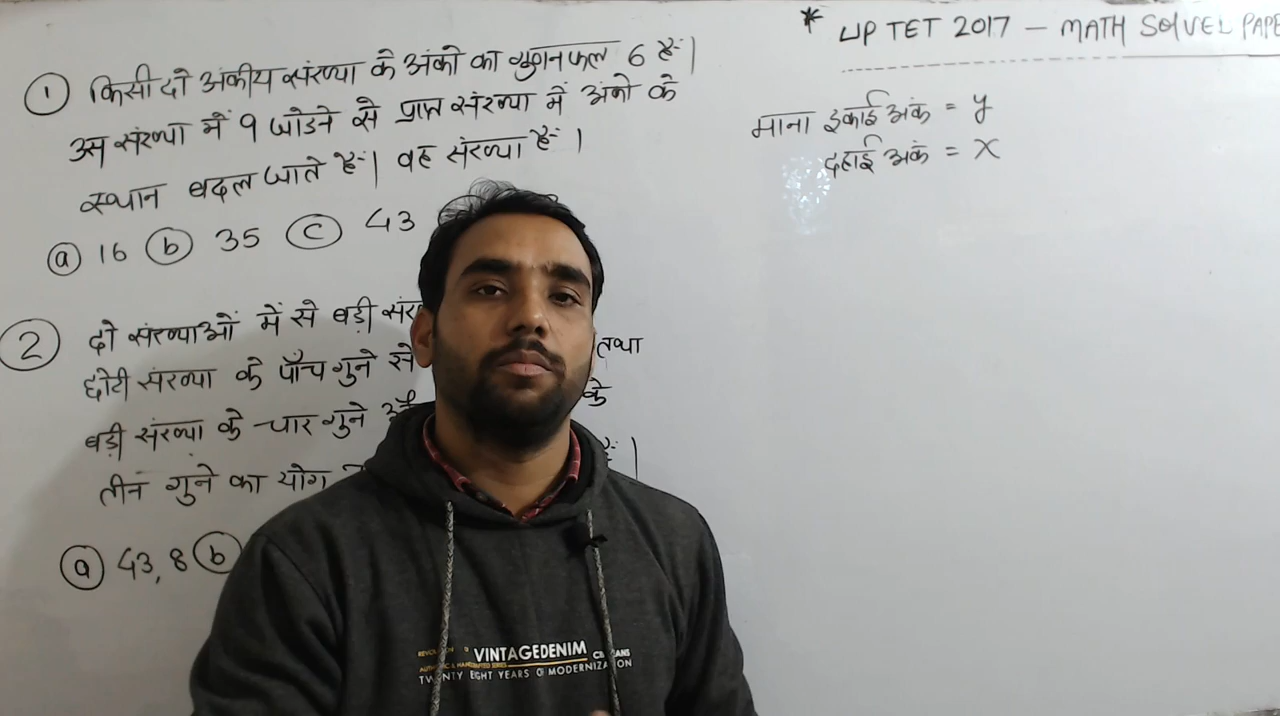 * UP TET 2017 – MATH SOLVEL PAPE
① किसी दो अंकीय संख्या के अंको का गुणनफल 6 है।
उस संख्या में 9 जोडने से प्राप्त संख्या में अंको के
स्थान बदल जाते है। वह संख्या है।
ⓐ 16 ⓑ 35 ⓒ 43
माना इकाई अंक = y
दहाई अंक = x
② दो संख्याओं में से बड़ी
छोटी संख्या के पाँच गुने से तथा
बड़ी संख्या के चार गुने के
तीन गुने का योग
ⓐ 43, 8 ⓑ
VINTAGEDENIM
TWENTY EIGHT YEARS OF MODERNIZATION